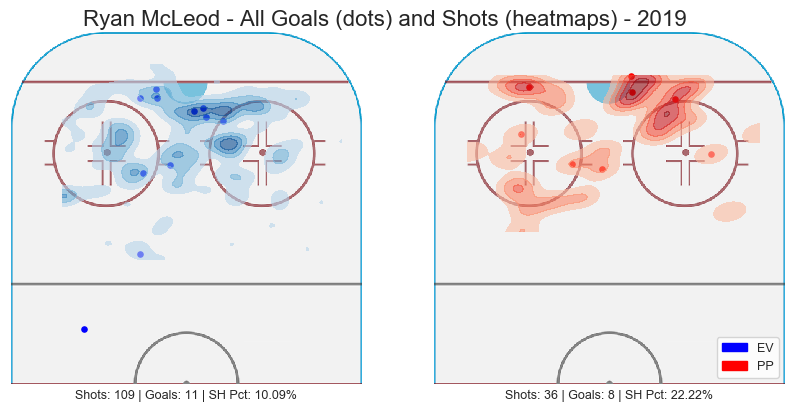 Ryan McLeod - All Goals (dots) and Shots (heatmaps) - 2019
EV
PP
Shots: 109 | Goals: 11 | SH Pct: 10.09%
Shots: 36 | Goals: 8 | SH Pct: 22.22%